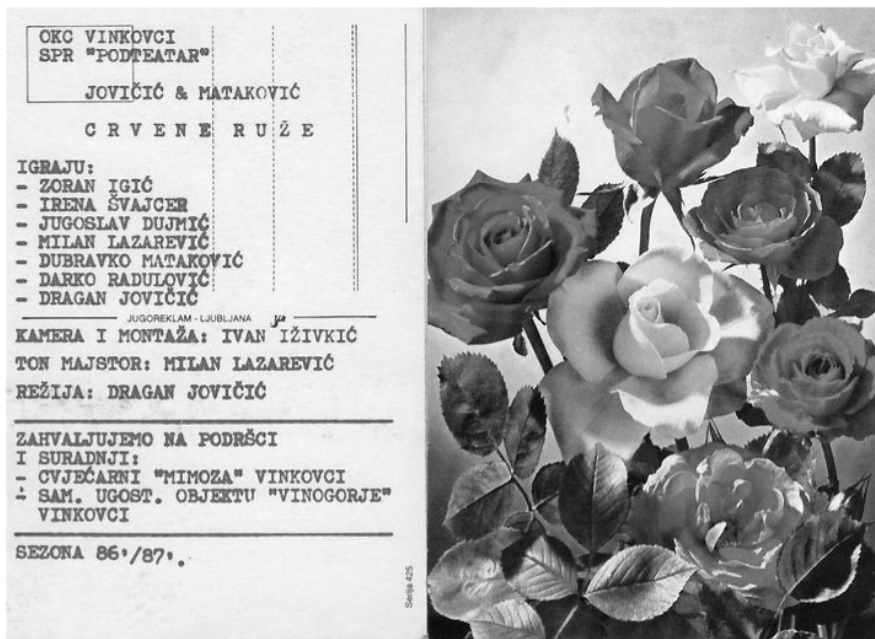 OKC VINKOVCI
SPR "PODTEATAR"
JOVIČIĆ & MATAKOVIĆ
C R V E N E  R U Ž E
IGRAJU:
- ZORAN IGIĆ
- IRENA ŠVAJCER
- JUGOSLAV DUJMIĆ
- MILAN LAZAREVIĆ
- DUBRAVKO MATAKOVIĆ
- DARKO RADULOVIĆ
- DRAGAN JOVIČIĆ
JUGOREKLAM - LJUBLJANA
KAMERA I MONTAŽA: IVAN IŽIVKIĆ
TON MAJSTOR: MILAN LAZAREVIĆ
REŽIJA: DRAGAN JOVIČIĆ
ZAHVALJUJEMO NA PODRŠCI
I SURADNJI:
- CVJEĆARNI "MIMOZA" VINKOVCI
- SAM. UGOST. OBJEKTU "VINOGORJE"
VINKOVCI
SEZONA 86'/87'.
Serija 425